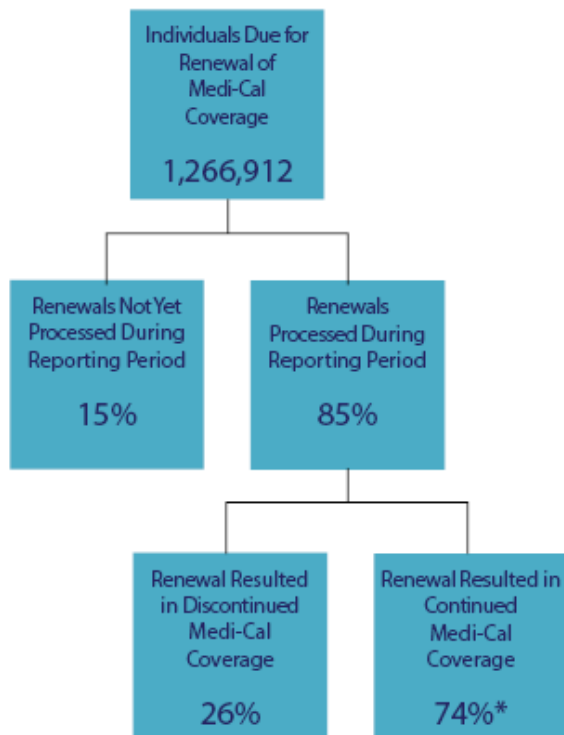 Individuals Due for
Renewal of
Medi-Cal
Coverage
1,266,912
Renewals Not Yet
Processed During
Reporting Period
15%
Renewals
Processed During
Reporting Period
85%
Renewal Resulted
in Discontinued
Medi-Cal
Coverage
26%
Renewal Resulted in
Continued
Medi-Cal
Coverage
74%*